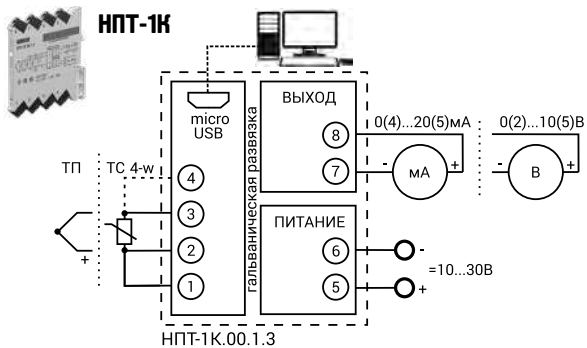 НПТ-1К
micro
USB
гальваническая развязка
ВЫХОД
8
7
0(4)...20(5)мА
0(2)...10(5)В
-
мА
+
-
В
+
ТП
ТС 4-w
4
3
2
1
+
ПИТАНИЕ
6
5
-
=10...30В
+
НПТ-1К.00.1.3